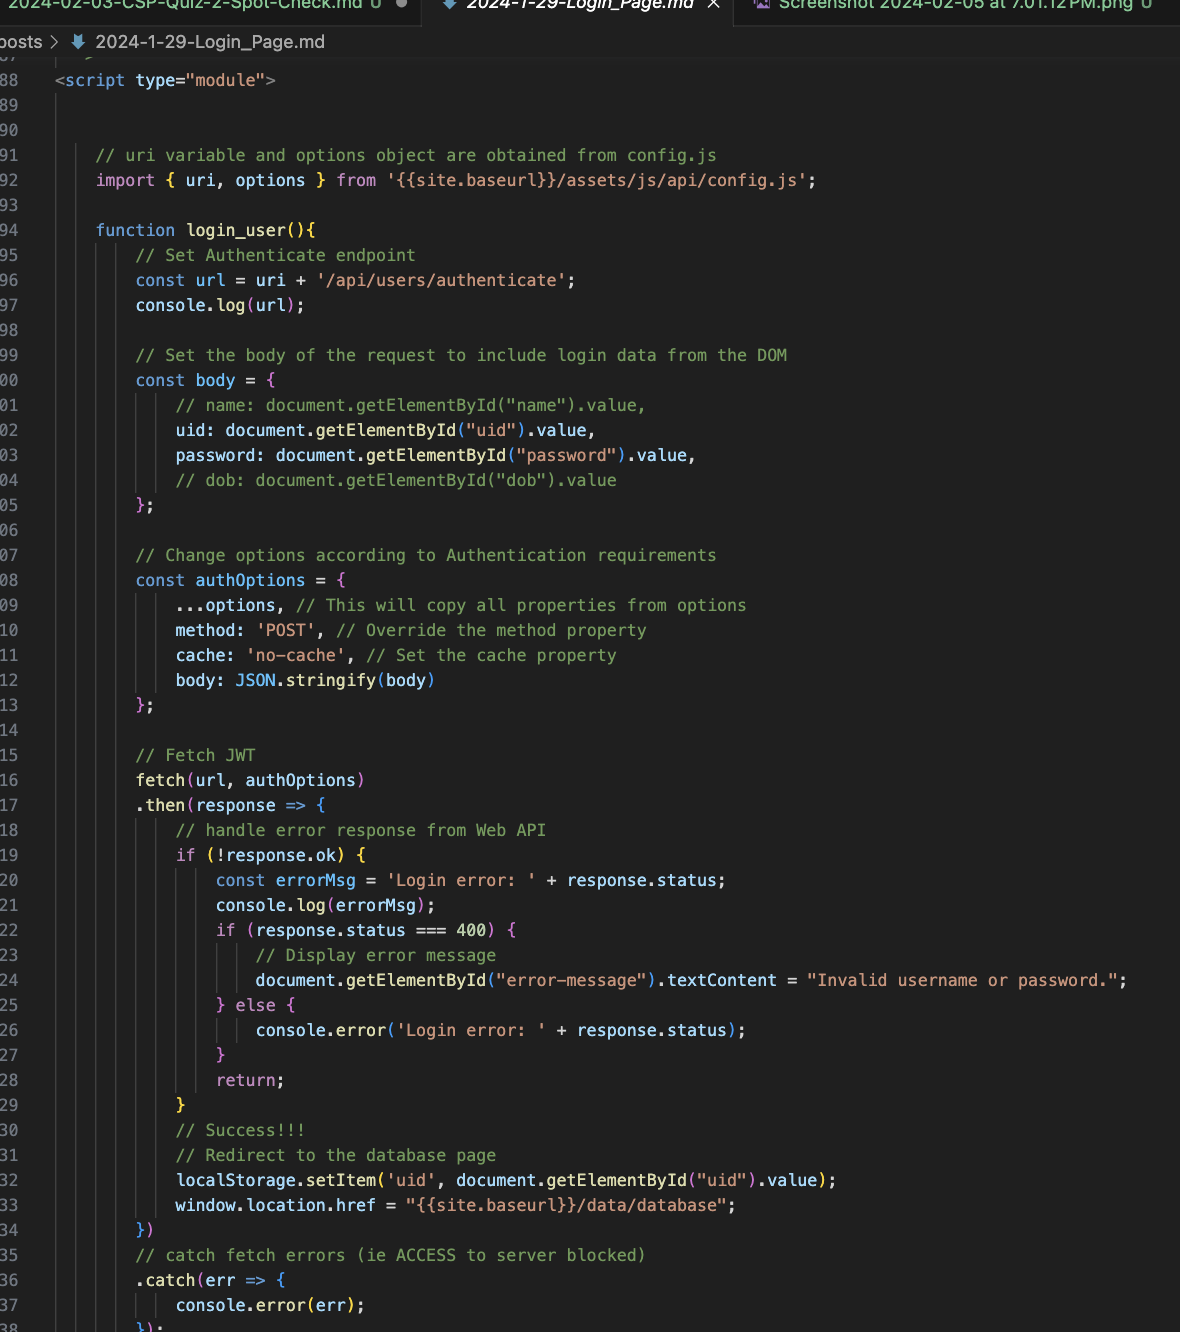 2024-02-03-CSP-Quiz-2-Spot-Check.md U ● 2024-1-29-Login_Page.md × Screenshot 2024-02-05 at 7.01.12 PM.png U
posts > 2024-1-29-Login_Page.md
87
88 <script type="module">
89
90
91 // uri variable and options object are obtained from config.js
92 import { uri, options } from '{{site.baseurl}}/assets/js/api/config.js';
93
94 function login_user(){
95 // Set Authenticate endpoint
96 const url = uri + '/api/users/authenticate';
97 console.log(url);
98
99 // Set the body of the request to include login data from the DOM
00 const body = {
01 // name: document.getElementById("name").value,
02 uid: document.getElementById("uid").value,
03 password: document.getElementById("password").value,
04 // dob: document.getElementById("dob").value
05 };
06
07 // Change options according to Authentication requirements
08 const authOptions = {
09 ...options, // This will copy all properties from options
10 method: 'POST', // Override the method property
11 cache: 'no-cache', // Set the cache property
12 body: JSON.stringify(body)
13 };
14
15 // Fetch JWT
16 fetch(url, authOptions)
17 .then(response => {
18 // handle error response from Web API
19 if (!response.ok) {
20 const errorMsg = 'Login error: ' + response.status;
21 console.log(errorMsg);
22 if (response.status === 400) {
23 // Display error message
24 document.getElementById("error-message").textContent = "Invalid username or password.";
25 } else {
26 console.error('Login error: ' + response.status);
27 }
28 return;
29 }
30 // Success!!!
31 // Redirect to the database page
32 localStorage.setItem('uid', document.getElementById("uid").value);
33 window.location.href = "{{site.baseurl}}/data/database";
34 })
35 // catch fetch errors (ie ACCESS to server blocked)
36 .catch(err => {
37 console.error(err);
38 });